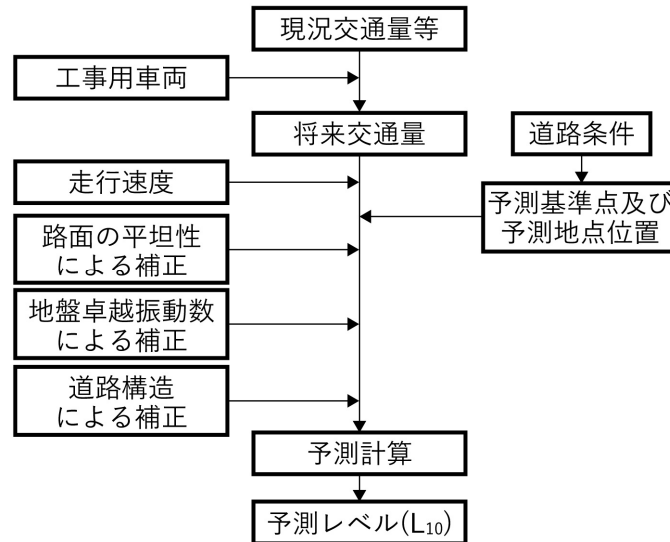 現況交通量等
工事用車両
将来交通量
道路条件
走行速度
予測基準点及び
予測地点位置
路面の平坦性
による補正
地盤卓越振動数
による補正
道路構造
による補正
予測計算
予測レベル(L₁₀)